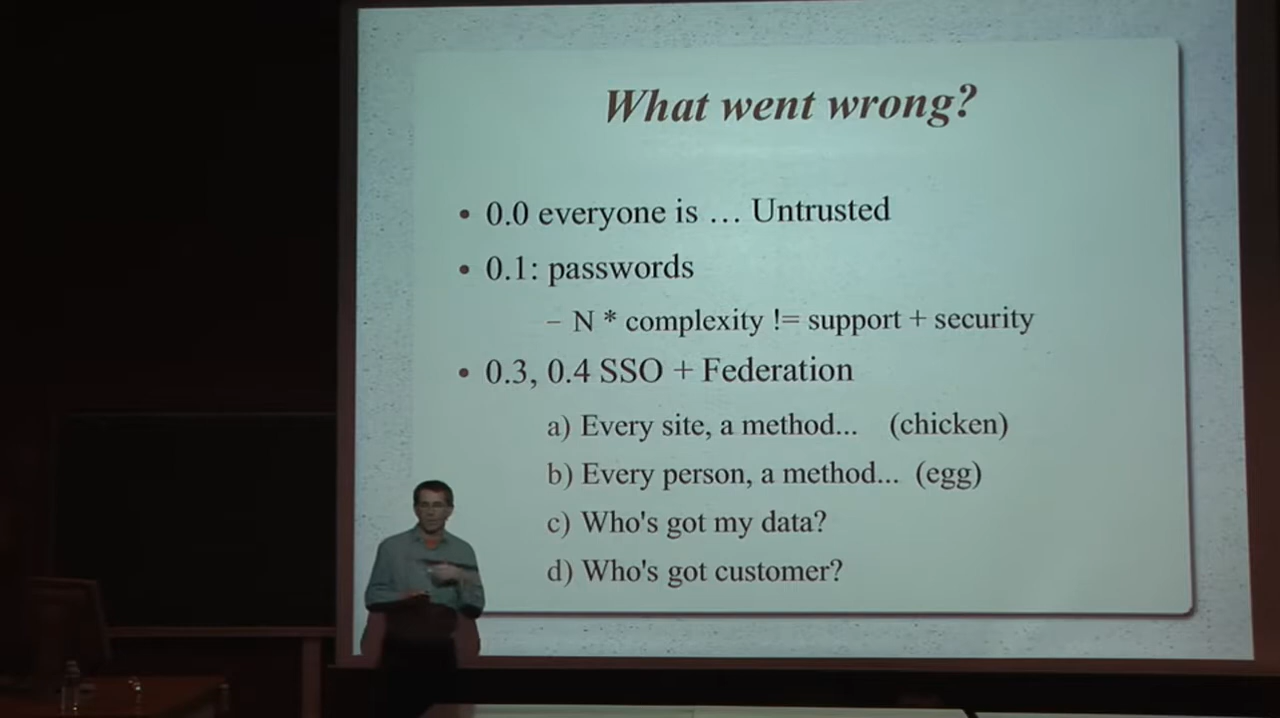 What went wrong?
• 0.0 everyone is … Untrusted
• 0.1: passwords
– N * complexity != support + security
• 0.3, 0.4 SSO + Federation
a) Every site, a method... (chicken)
b) Every person, a method... (egg)
c) Who's got my data?
d) Who's got customer?